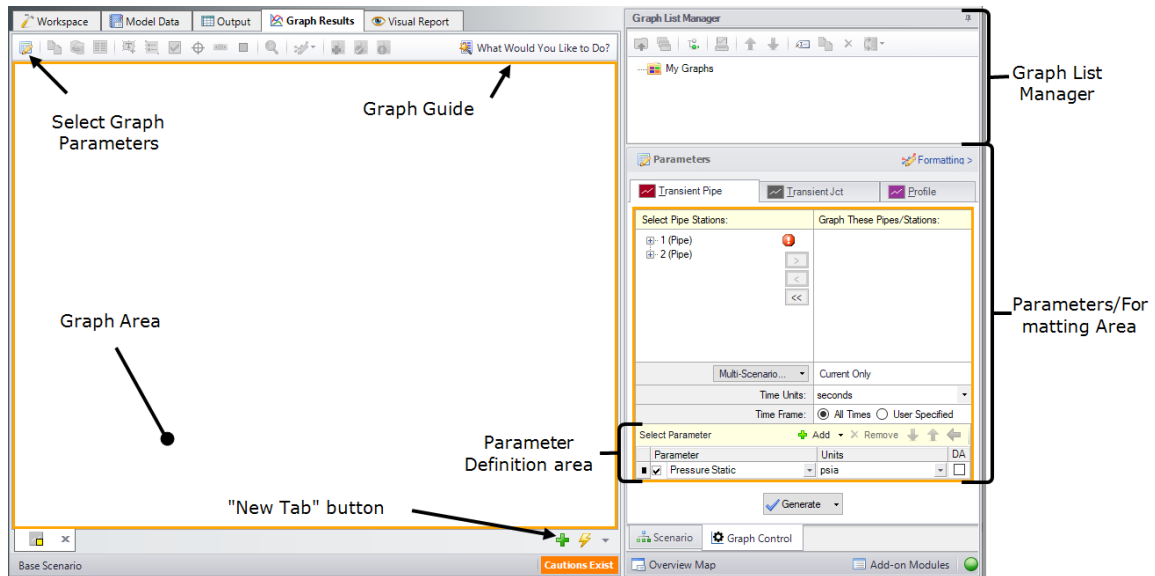 Workspace
Model Data
Output
Graph Results
Visual Report
What Would You Like to Do?
Select Graph
Parameters
Graph Guide
Graph Area
"New Tab" button
Base Scenario
Cautions Exist
Graph List Manager
My Graphs
Graph List
Manager
Parameters
Formatting >
Transient Pipe
Transient Jct
Profile
Select Pipe Stations:
Graph These Pipes/Stations:
1 (Pipe)
2 (Pipe)
>
<
<<
Parameters/For
matting Area
Multi-Scenario...
Current Only
Time Units:
seconds
Time Frame:
All Times
User Specified
Parameter
Definition area
Select Parameter
Add
Remove
Parameter
Units
DA
Pressure Static
psia
Generate
Scenario
Graph Control
Overview Map
Add-on Modules